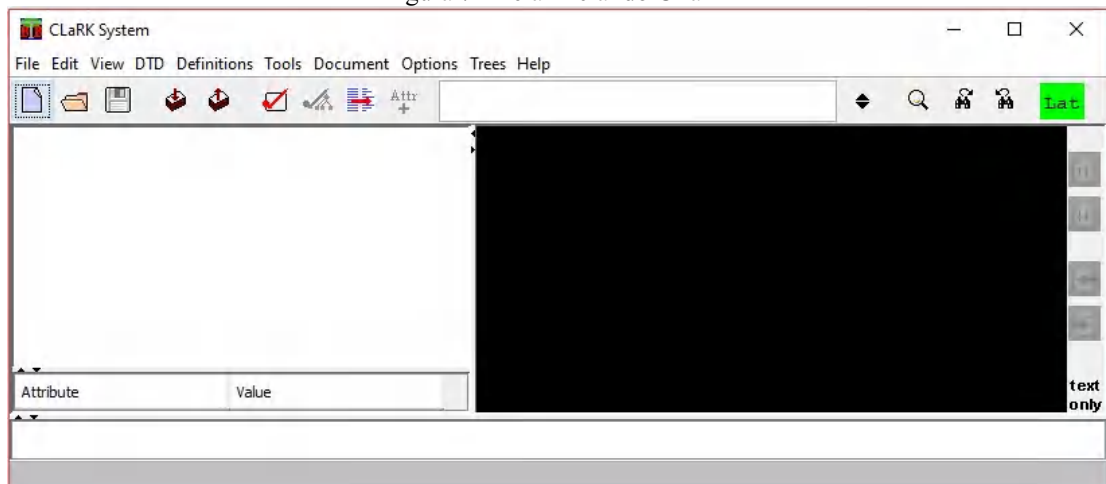 CLaRK System
File Edit View DTD Definitions Tools Document Options Trees Help
Attr
Lat
Attribute Value
text
only